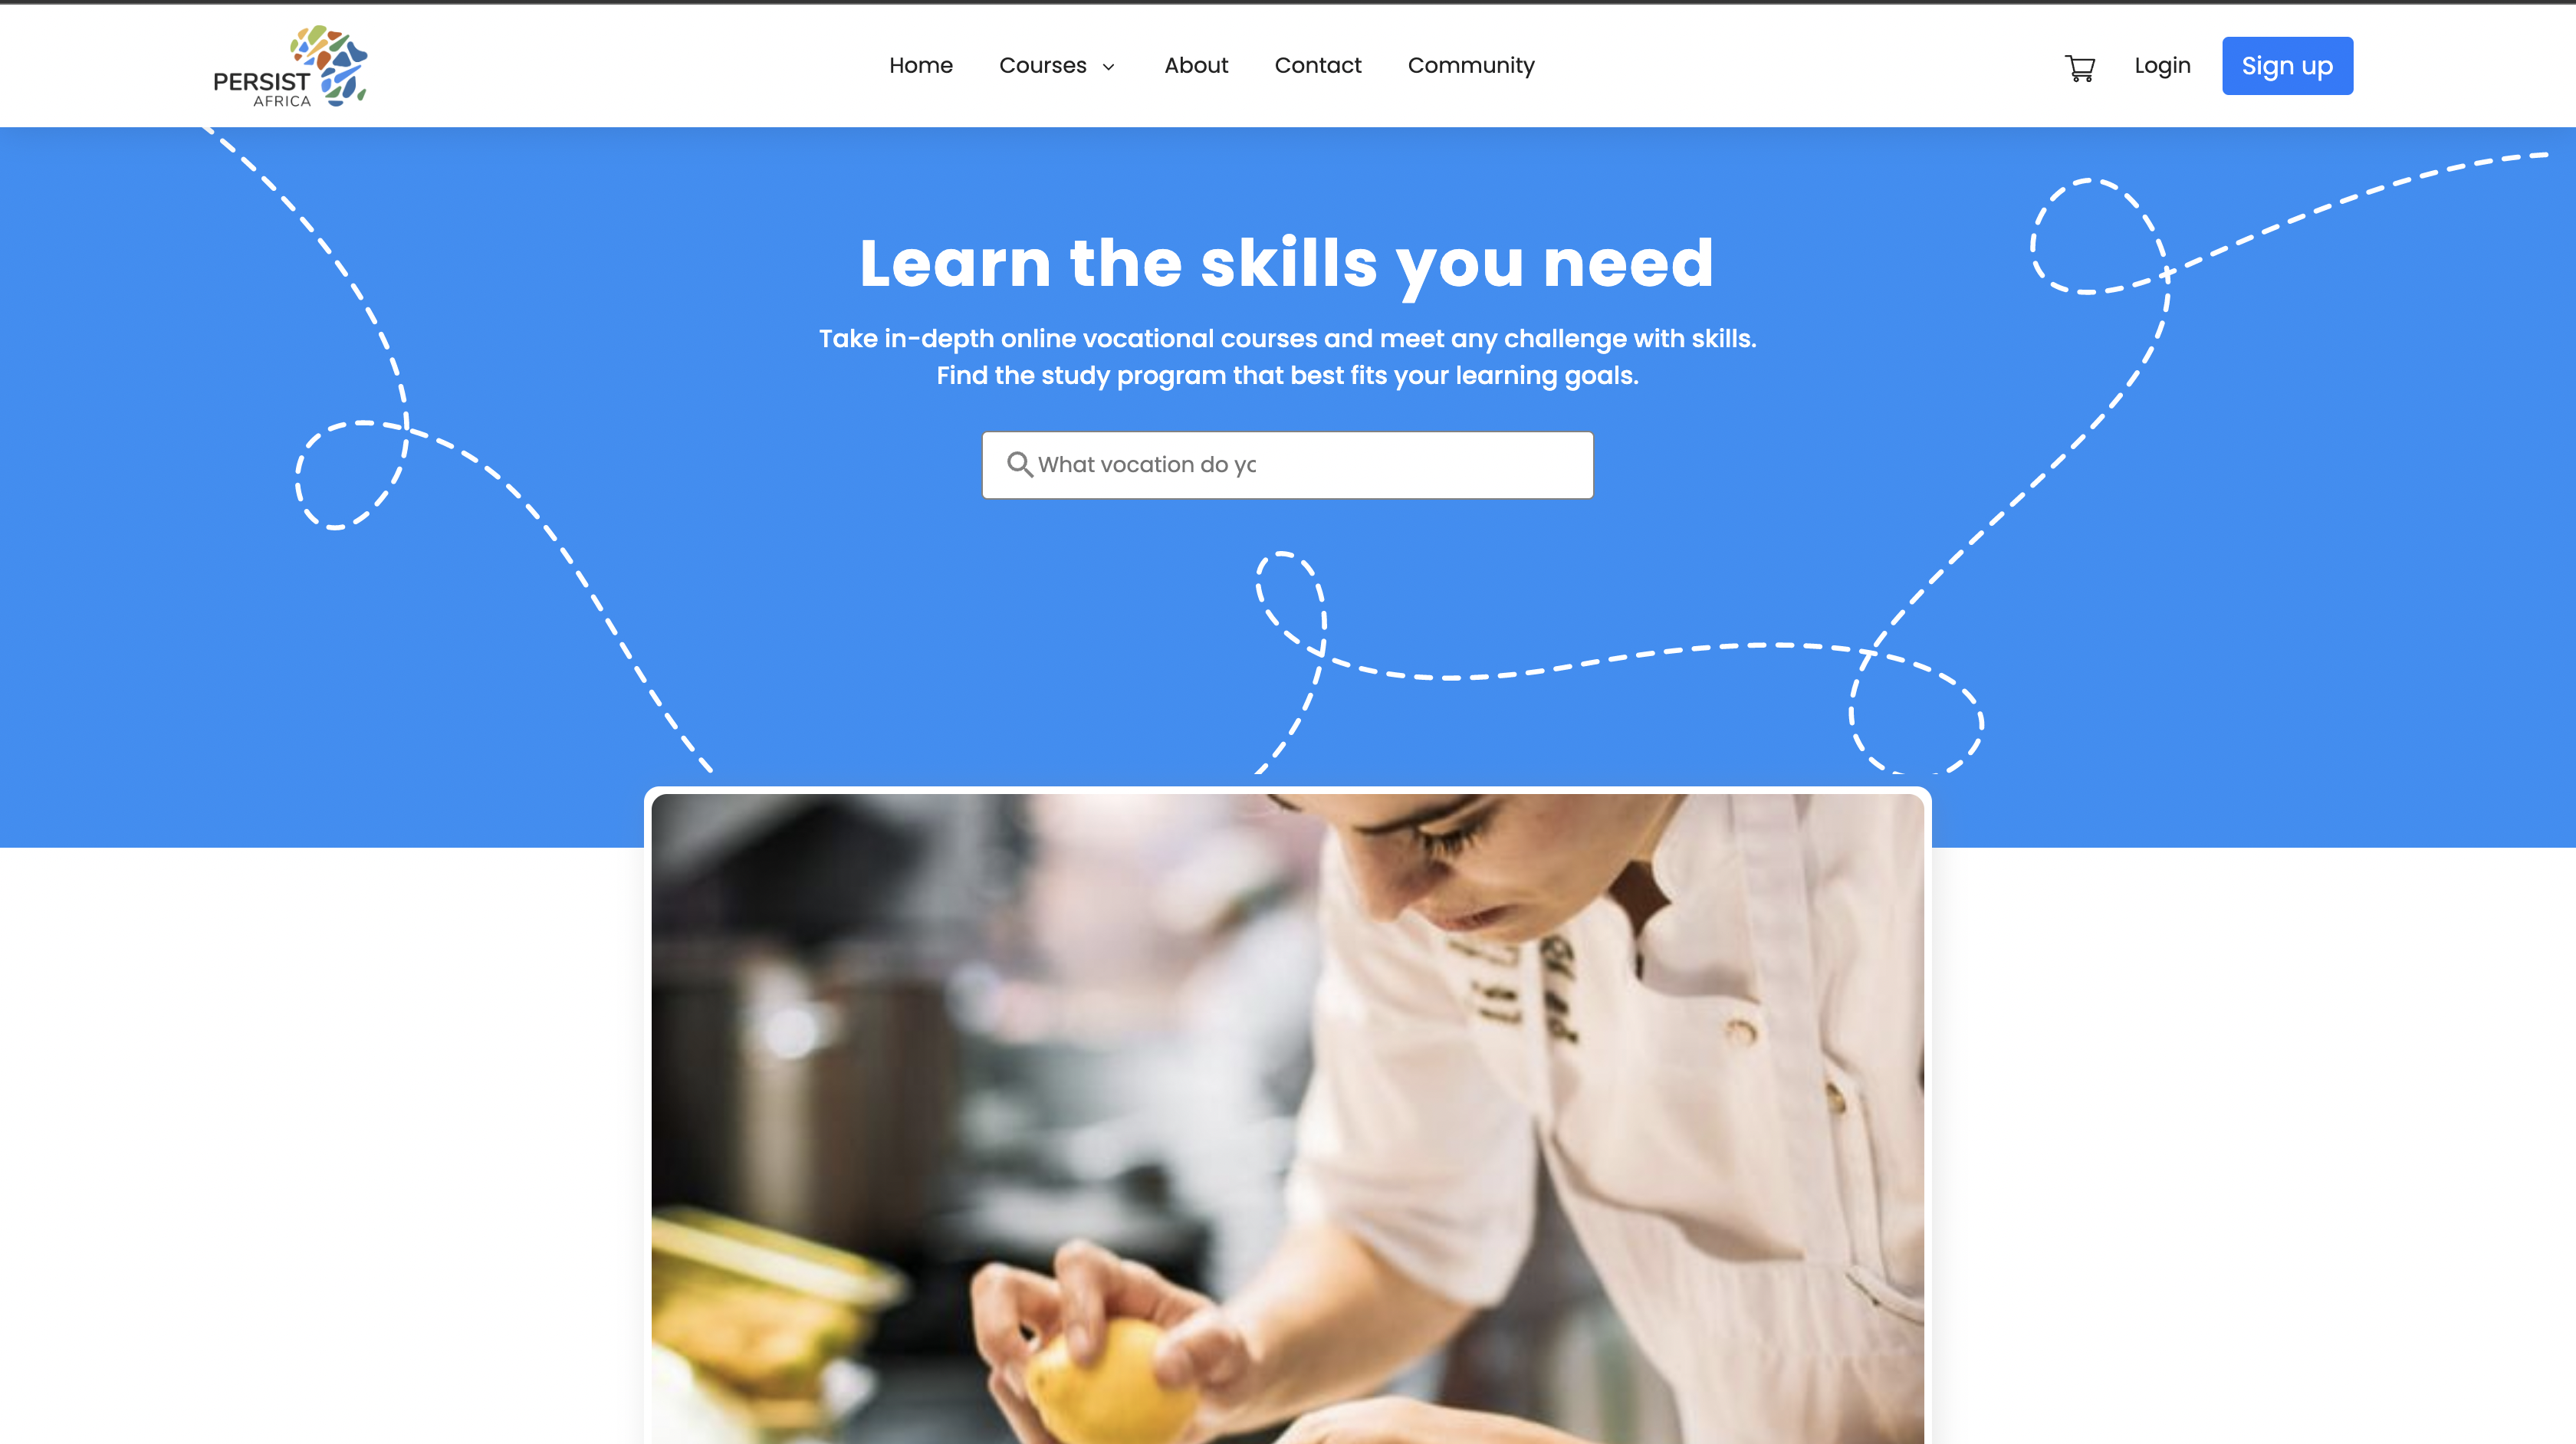 PERSIST
AFRICA
Home Courses About Contact Community
Login Sign up
Learn the skills you need
Take in-depth online vocational courses and meet any challenge with skills.
Find the study program that best fits your learning goals.
What vocation do yo